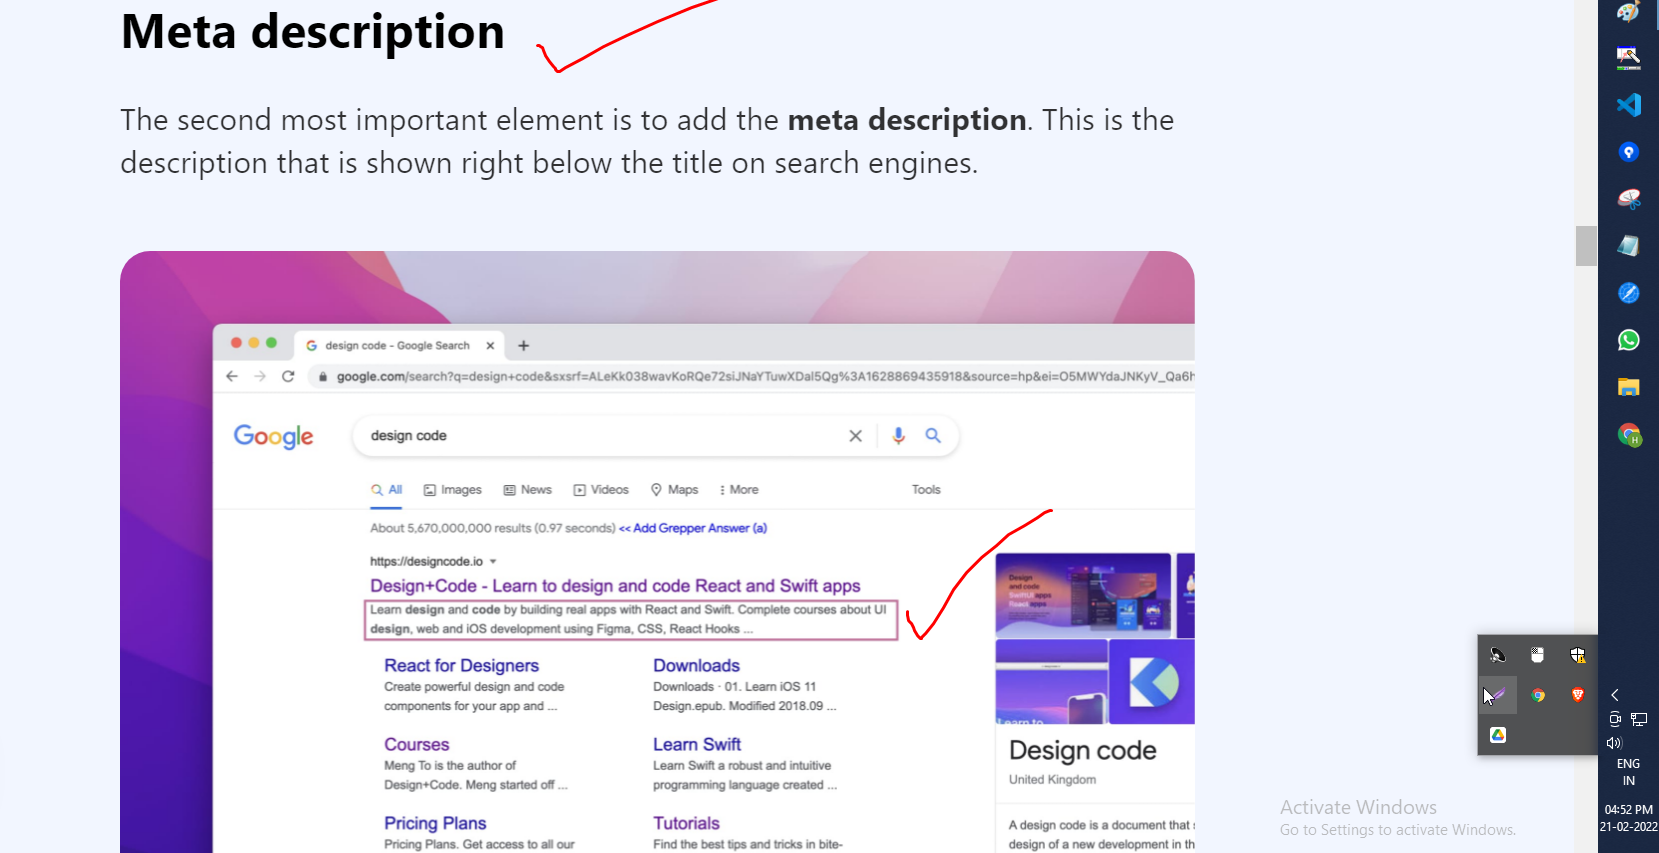 Meta description
The second most important element is to add the meta description. This is the
description that is shown right below the title on search engines.
design code - Google Search
google.com/search?q=design+code&sxsrf=ALeKk038wavKoRQe72siJNaYTuwXDal5Qg%3A1628869435918&source=hp&ei=O5MWYdaJNKyV_Qa6h
Google
design code
All Images News Videos Maps More Tools
About 5,670,000,000 results (0.97 seconds) << Add Grepper Answer (a)
https://designcode.io
Design+Code - Learn to design and code React and Swift apps
Learn design and code by building real apps with React and Swift. Complete courses about UI
design, web and iOS development using Figma, CSS, React Hooks ...
React for Designers
Create powerful design and code
components for your app and ...
Downloads
Downloads · 01. Learn iOS 11
Design.epub. Modified 2018.09 ...
Courses
Meng To is the author of
Design+Code. Meng started off ...
Learn Swift
Learn Swift a robust and intuitive
programming language created ...
Pricing Plans
Pricing Plans. Get access to all our
Tutorials
Find the best tips and tricks in bite-
Design
and code
SwiftUI apps
React apps
Learn to
Design code
United Kingdom
A design code is a document that
design of a new development in th
Activate Windows
Go to Settings to activate Windows.
H
ENG
IN
04:52 PM
21-02-2022